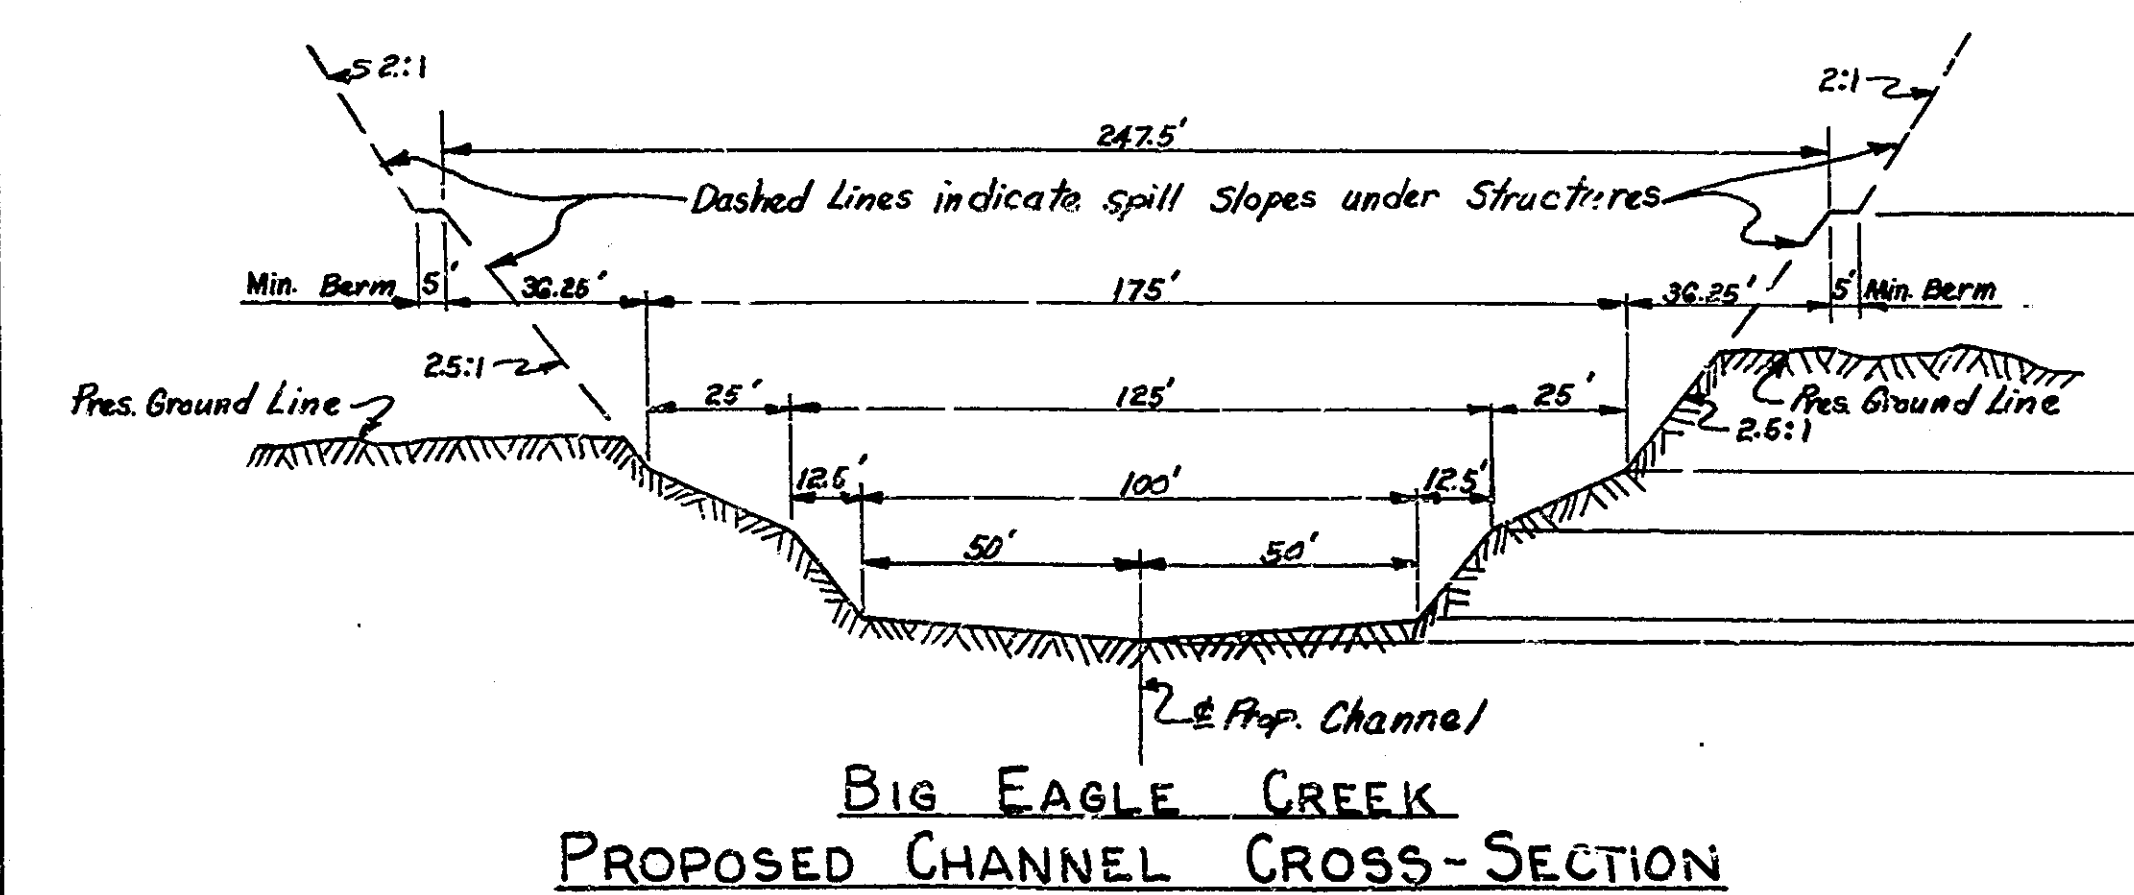 S 2:1
2:1
247.5'
Dashed Lines indicate spill Slopes under Structures
Min. Berm 5' 36.25' 175' 36.25' 5' Min. Berm
2.5:1
Pres. Ground Line
25' 125' 25'
Pres. Ground Line
2.5:1
12.5' 100' 12.5'
50' 50'
℄ Prop. Channel
BIG EAGLE CREEK
PROPOSED CHANNEL CROSS-SECTION